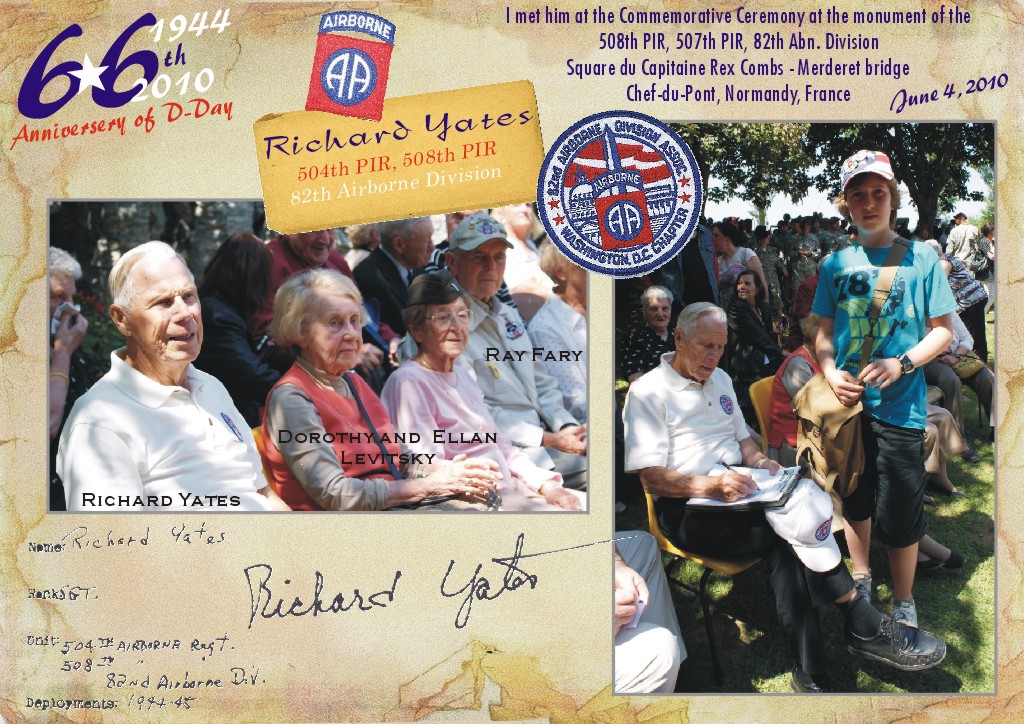 66th
1944
2010
Anniversery of D-Day
AIRBORNE
AA
Richard Yates
504th PIR, 508th PIR
82th Airborne Division
I met him at the Commemorative Ceremony at the monument of the
508th PIR, 507th PIR, 82th Abn. Division
Square du Capitaine Rex Combs - Merderet bridge
Chef-du-Pont, Normandy, France
June 4, 2010
82ND AIRBORNE DIVISION ASSOC.
AIRBORNE
AA
WASHINGTON, D.C. CHAPTER
78
RAY FARY
DOROTHY AND ELLAN
LEVITSKY
RICHARD YATES
Name: Richard Yates
Richard Yates
Rank: SGT.
Unit: 504TH AIRBORNE Regt.
508TH "
82nd Airborne Div.
Deployments: 1944-45